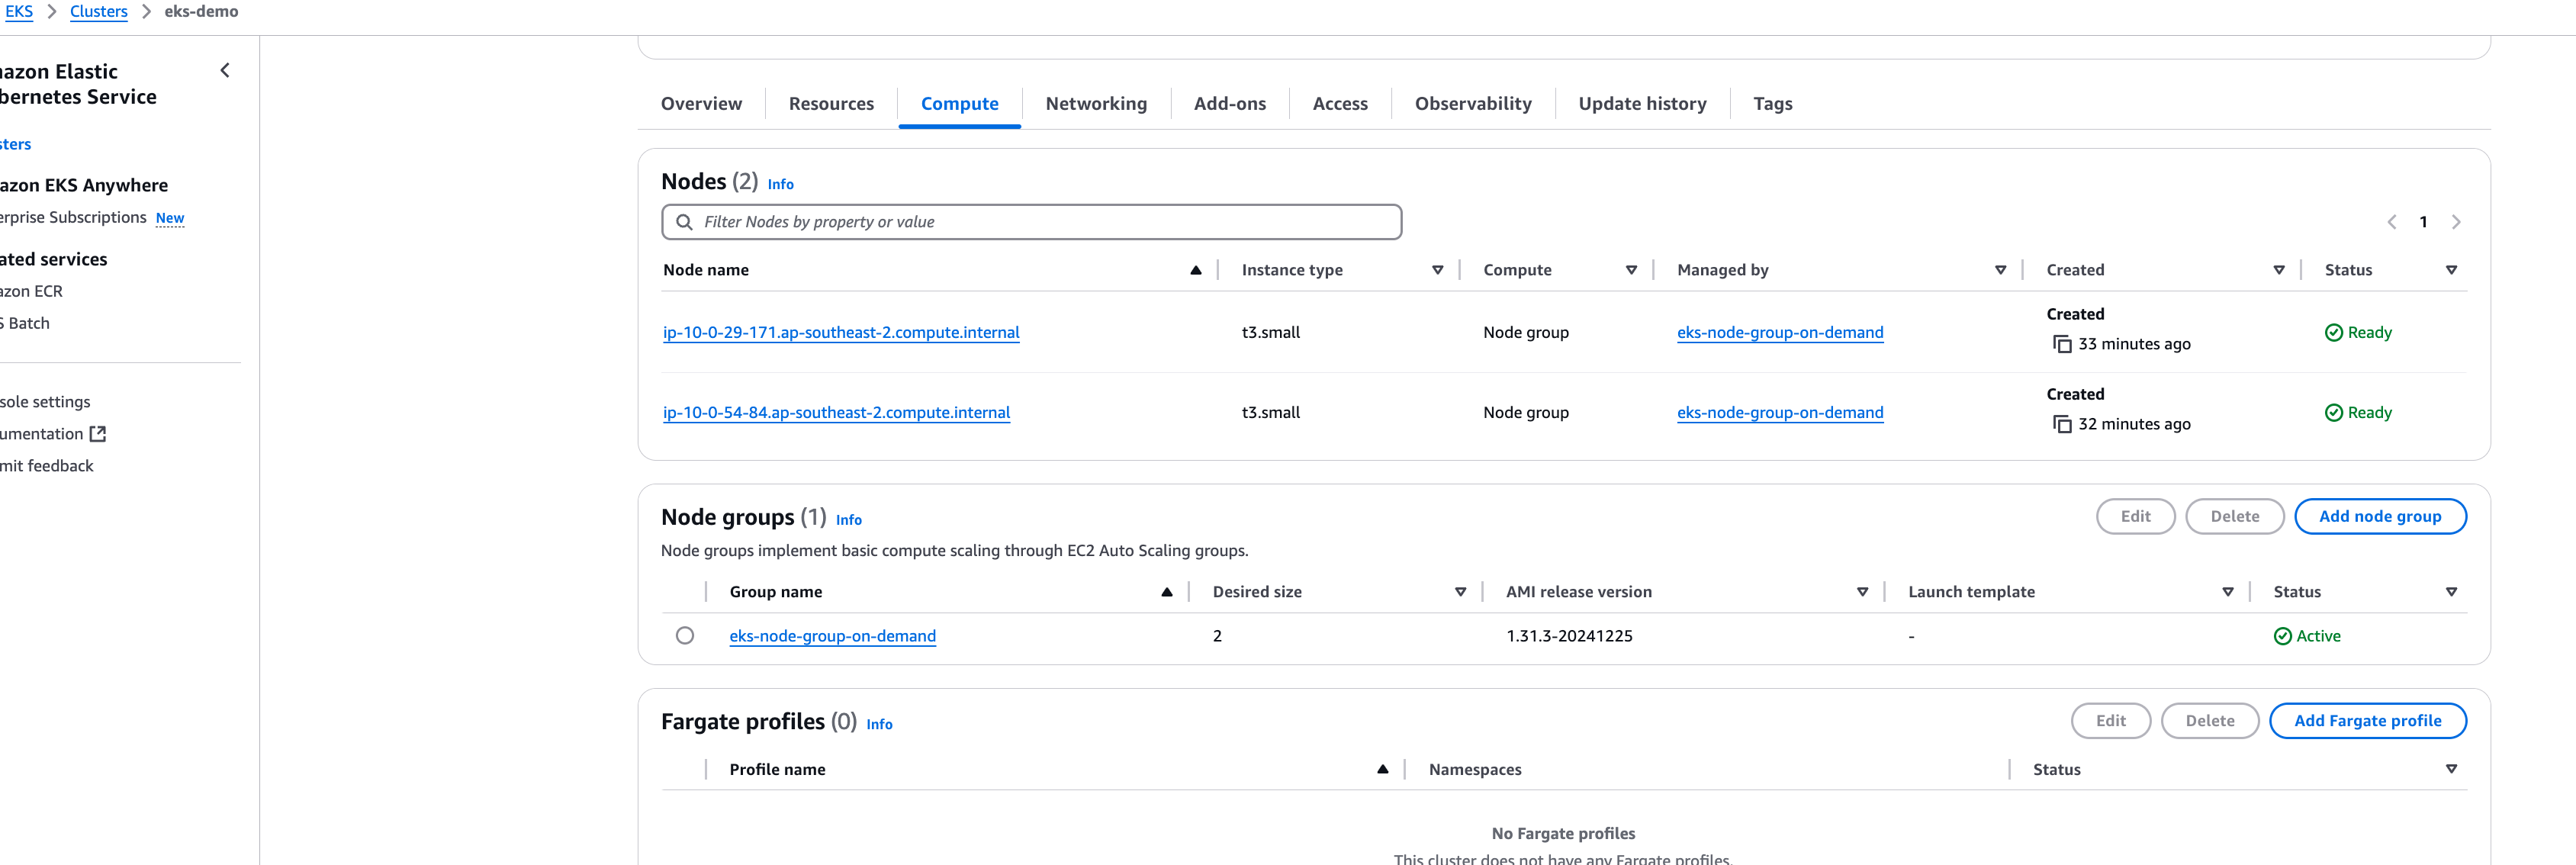 EKS > Clusters > eks-demo
azon Elastic
bernetes Service
sters
azon EKS Anywhere
erprise Subscriptions New
ated services
azon ECR
S Batch
sole settings
umentation
mit feedback
Overview Resources Compute Networking Add-ons Access Observability Update history Tags
Nodes (2) Info
Filter Nodes by property or value
1
Node name Instance type Compute Managed by Created Status
ip-10-0-29-171.ap-southeast-2.compute.internal t3.small Node group eks-node-group-on-demand Created 33 minutes ago Ready
ip-10-0-54-84.ap-southeast-2.compute.internal t3.small Node group eks-node-group-on-demand Created 32 minutes ago Ready
Node groups (1) Info Edit Delete Add node group
Node groups implement basic compute scaling through EC2 Auto Scaling groups.
Group name Desired size AMI release version Launch template Status
eks-node-group-on-demand 2 1.31.3-20241225 - Active
Fargate profiles (0) Info Edit Delete Add Fargate profile
Profile name Namespaces Status
No Fargate profiles
This cluster does not have any Fargate profiles.